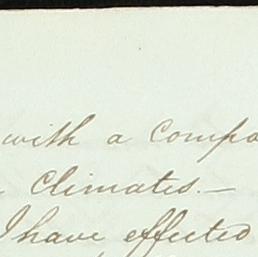 with a compa
climates.—
I have effected